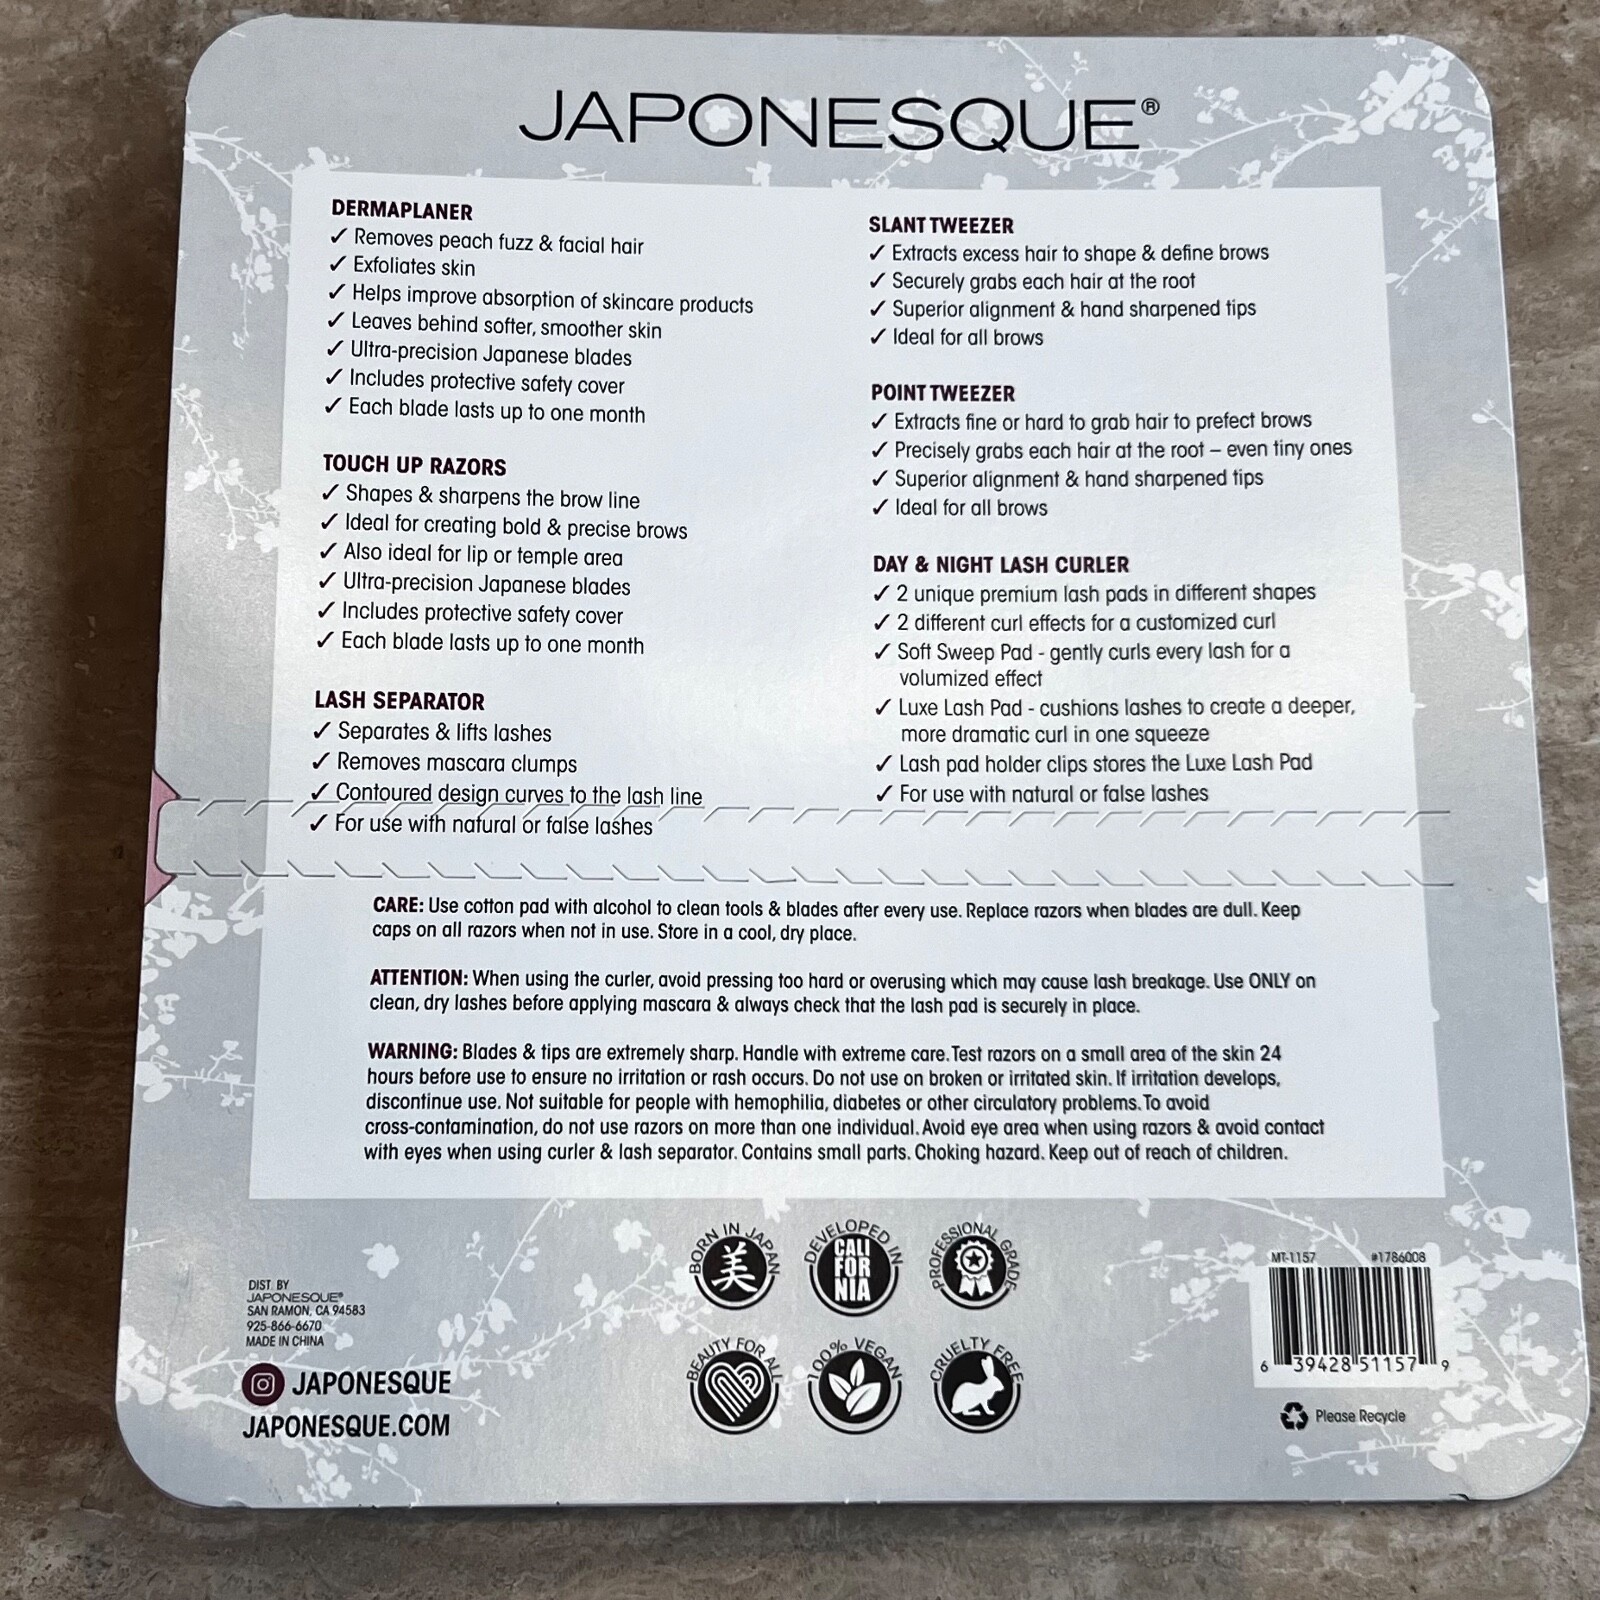 JAPONESQUE®
DERMAPLANER
✓ Removes peach fuzz & facial hair
✓ Exfoliates skin
✓ Helps improve absorption of skincare products
✓ Leaves behind softer, smoother skin
✓ Ultra-precision Japanese blades
✓ Includes protective safety cover
✓ Each blade lasts up to one month
TOUCH UP RAZORS
✓ Shapes & sharpens the brow line
✓ Ideal for creating bold & precise brows
✓ Also ideal for lip or temple area
✓ Ultra-precision Japanese blades
✓ Includes protective safety cover
✓ Each blade lasts up to one month
LASH SEPARATOR
✓ Separates & lifts lashes
✓ Removes mascara clumps
✓ Contoured design curves to the lash line
✓ For use with natural or false lashes
SLANT TWEEZER
✓ Extracts excess hair to shape & define brows
✓ Securely grabs each hair at the root
✓ Superior alignment & hand sharpened tips
✓ Ideal for all brows
POINT TWEEZER
✓ Extracts fine or hard to grab hair to prefect brows
✓ Precisely grabs each hair at the root – even tiny ones
✓ Superior alignment & hand sharpened tips
✓ Ideal for all brows
DAY & NIGHT LASH CURLER
✓ 2 unique premium lash pads in different shapes
✓ 2 different curl effects for a customized curl
✓ Soft Sweep Pad - gently curls every lash for a
volumized effect
✓ Luxe Lash Pad - cushions lashes to create a deeper,
more dramatic curl in one squeeze
✓ Lash pad holder clips stores the Luxe Lash Pad
✓ For use with natural or false lashes
CARE: Use cotton pad with alcohol to clean tools & blades after every use. Replace razors when blades are dull. Keep
caps on all razors when not in use. Store in a cool, dry place.
ATTENTION: When using the curler, avoid pressing too hard or overusing which may cause lash breakage. Use ONLY on
clean, dry lashes before applying mascara & always check that the lash pad is securely in place.
WARNING: Blades & tips are extremely sharp. Handle with extreme care. Test razors on a small area of the skin 24
hours before use to ensure no irritation or rash occurs. Do not use on broken or irritated skin. If irritation develops,
discontinue use. Not suitable for people with hemophilia, diabetes or other circulatory problems. To avoid
cross-contamination, do not use razors on more than one individual. Avoid eye area when using razors & avoid contact
with eyes when using curler & lash separator. Contains small parts. Choking hazard. Keep out of reach of children.
DIST. BY
JAPONESQUE®
SAN RAMON, CA 94583
925-866-6670
MADE IN CHINA
JAPONESQUE
JAPONESQUE.COM
BORN IN JAPAN
美
DEVELOPED IN
CALI
FOR
NIA
PROFESSIONAL GRADE
BEAUTY FOR ALL
100% VEGAN
CRUELTY FREE
MT-1157 #1786008
6 39428 51157 9
Please Recycle